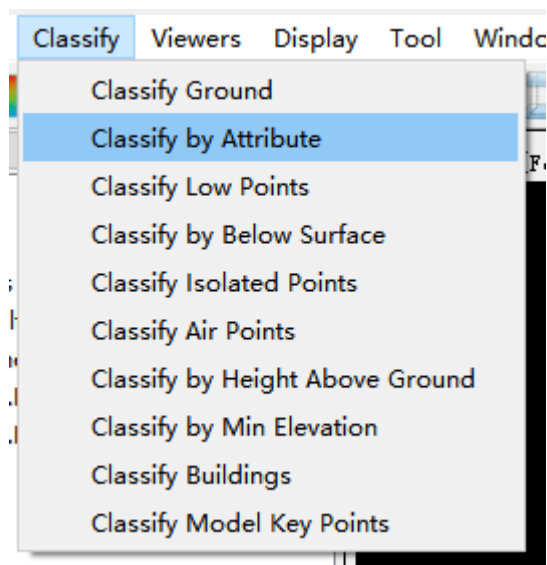 Classify Viewers Display Tool
Classify Ground
Classify by Attribute
Classify Low Points
Classify by Below Surface
Classify Isolated Points
Classify Air Points
Classify by Height Above Ground
Classify by Min Elevation
Classify Buildings
Classify Model Key Points